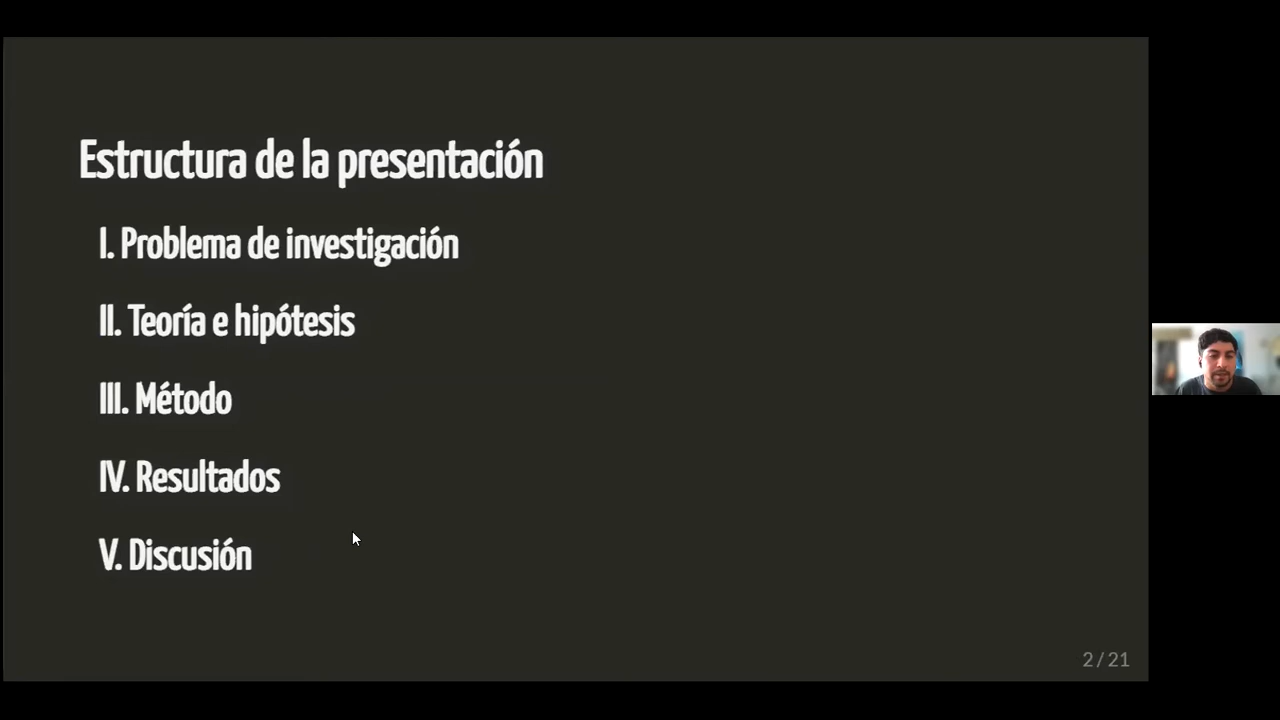 Estructura de la presentación
I. Problema de investigación
II. Teoría e hipótesis
III. Método
IV. Resultados
V. Discusión
2 / 21